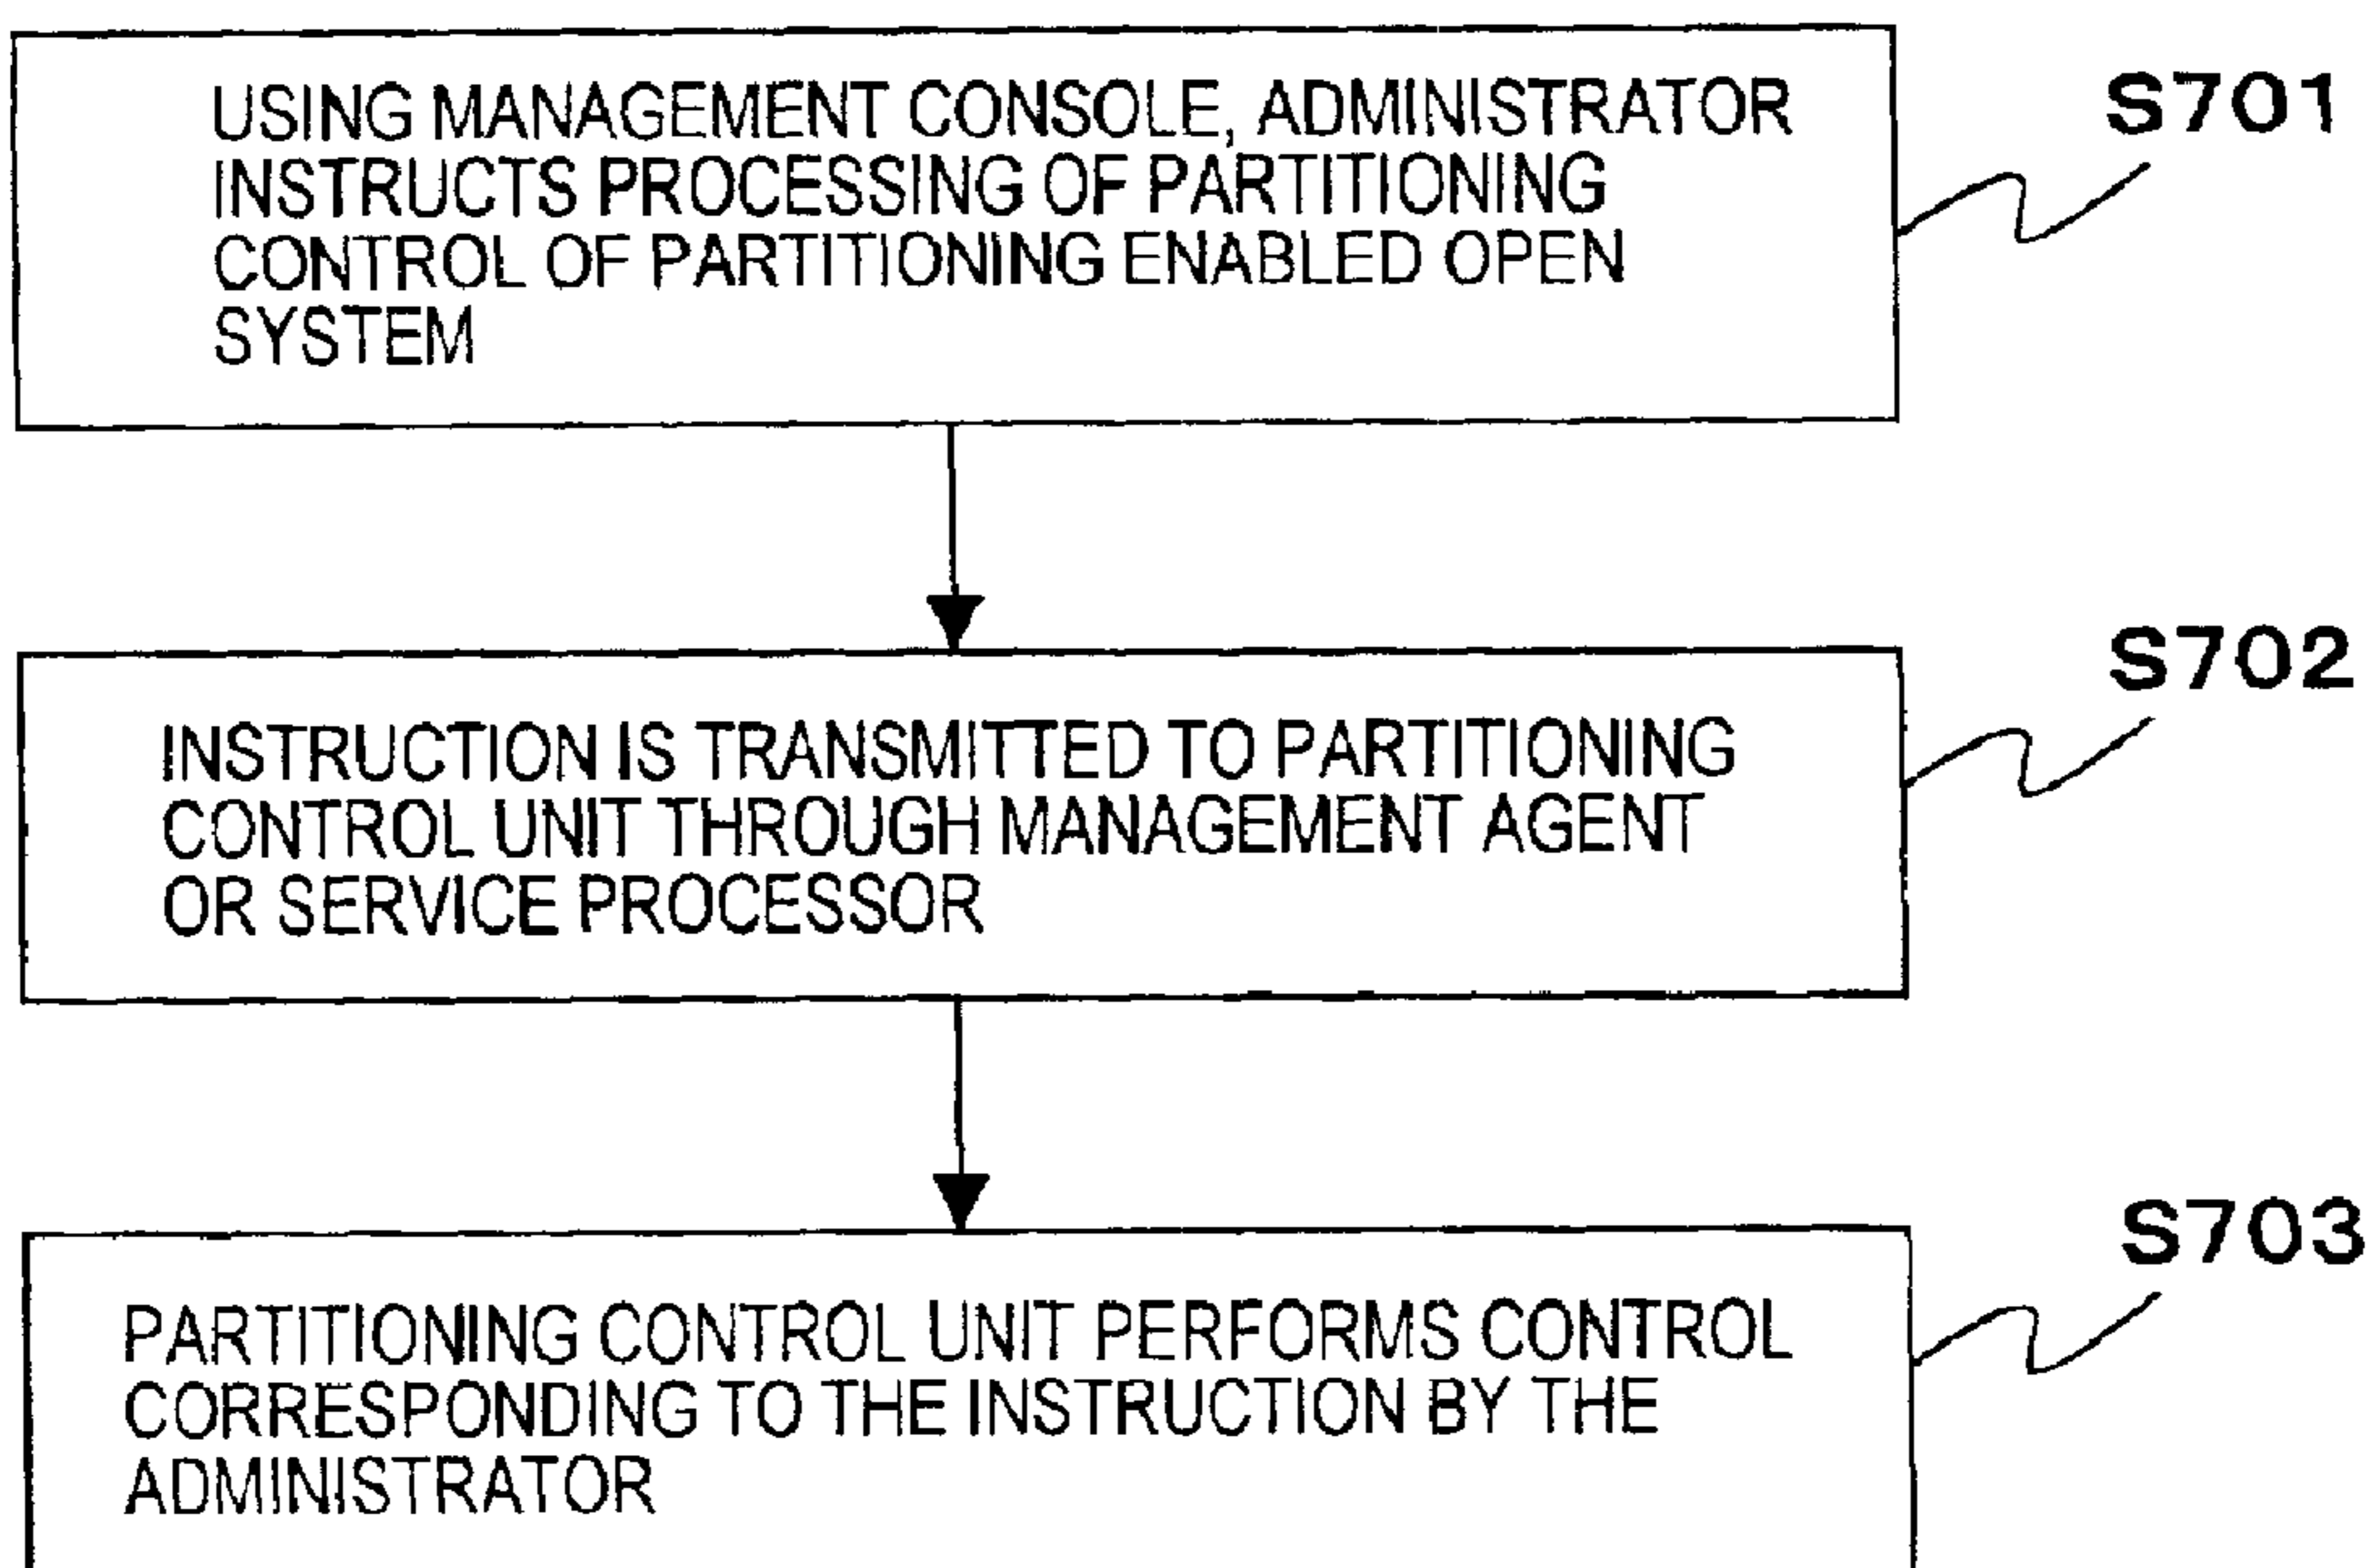 USING MANAGEMENT CONSOLE, ADMINISTRATOR
INSTRUCTS PROCESSING OF PARTITIONING
CONTROL OF PARTITIONING ENABLED OPEN
SYSTEM
S701
INSTRUCTION IS TRANSMITTED TO PARTITIONING
CONTROL UNIT THROUGH MANAGEMENT AGENT
OR SERVICE PROCESSOR
S702
PARTITIONING CONTROL UNIT PERFORMS CONTROL
CORRESPONDING TO THE INSTRUCTION BY THE
ADMINISTRATOR
S703